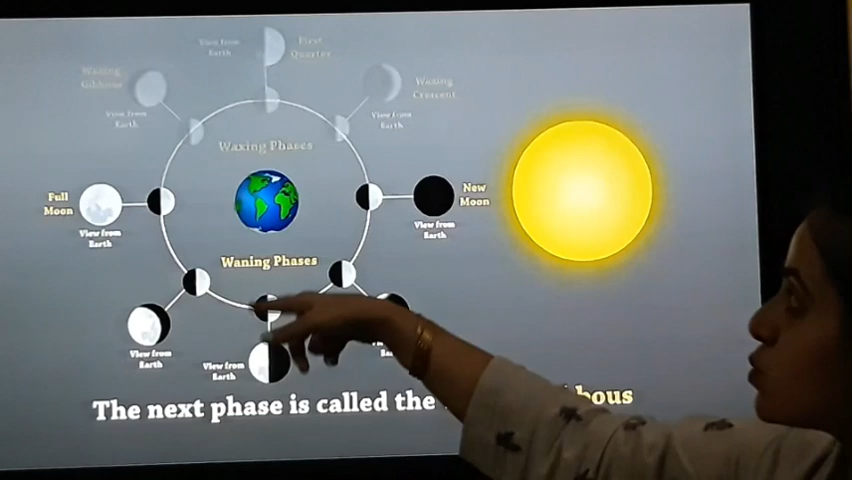 View from
Earth
First
Quarter
Waxing
Gibbous
View from
Earth
Waxing
Crescent
View from
Earth
Waxing Phases
Full
Moon
View from
Earth
New
Moon
View from
Earth
Waning Phases
View from
Earth
View from
Earth
The next phase is called the